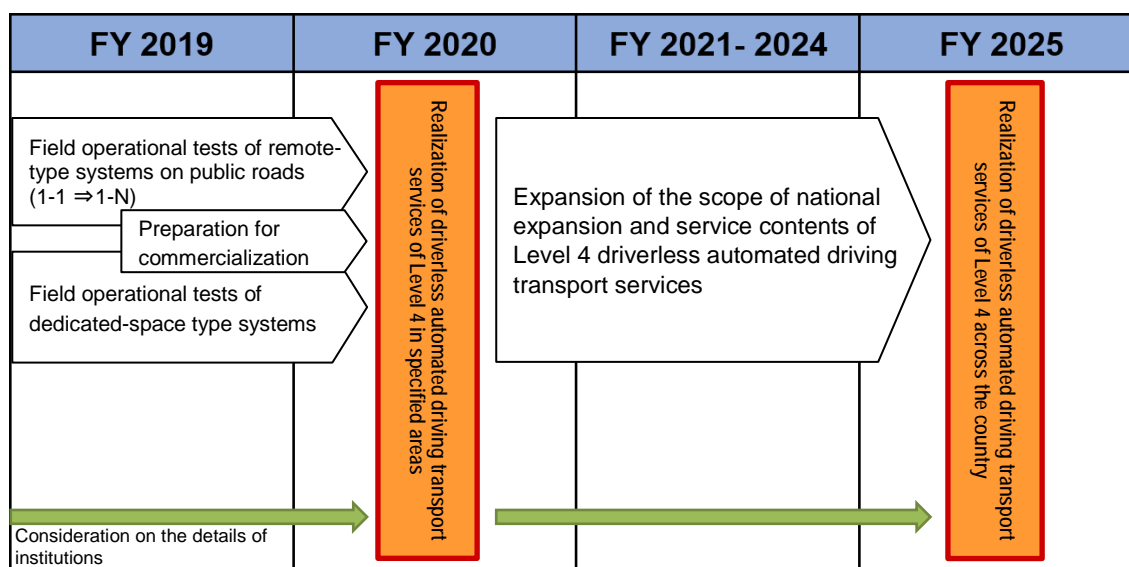 FY 2019
FY 2020
FY 2021- 2024
FY 2025
Field operational tests of remote-
type systems on public roads
(1-1 ⇒1-N)
Preparation for
commercialization
Field operational tests of
dedicated-space type systems
Realization of driverless automated driving transport
services of Level 4 in specified areas
Expansion of the scope of national
expansion and service contents of
Level 4 driverless automated driving
transport services
Realization of driverless automated driving transport
services of Level 4 across the country
Consideration on the details of
institutions